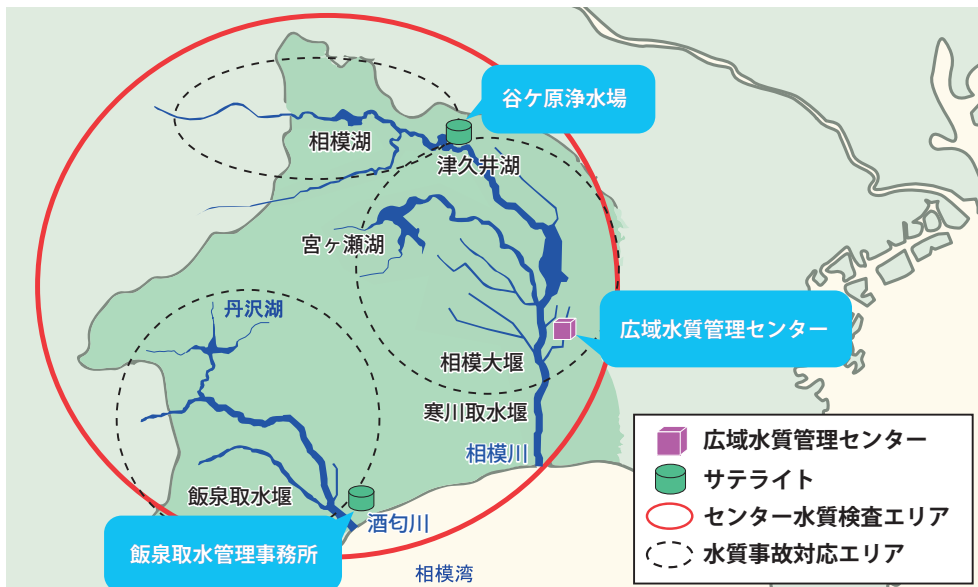 谷ケ原浄水場
相模湖
津久井湖
宮ヶ瀬湖
丹沢湖
広域水質管理センター
相模大堰
寒川取水堰
相模川
飯泉取水堰
酒匂川
飯泉取水管理事務所
相模湾
広域水質管理センター
サテライト
センター水質検査エリア
水質事故対応エリア